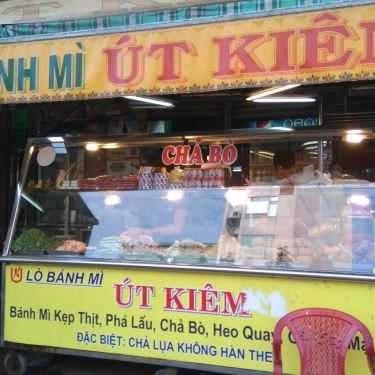 ÁNH MÌ ÚT KIÊM
CHẢ BÒ
LÒ BÁNH MÌ
ÚT KIÊM
Bánh Mì Kẹp Thịt, Phá Lấu, Chả Bò, Heo Quay,
ĐẶC BIỆT: CHẢ LỤA KHÔNG HÀN THE